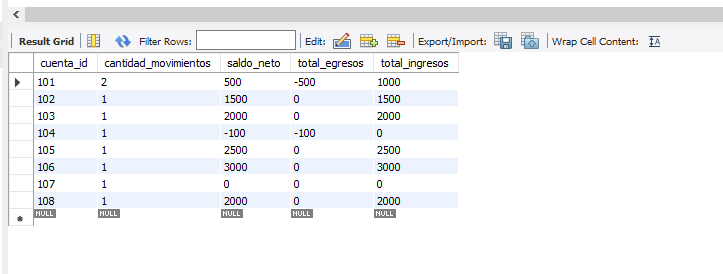 Result Grid Filter Rows: Edit: Export/Import: Wrap Cell Content: IA
cuenta_id cantidad_movimientos saldo_neto total_egresos total_ingresos
101 2 500 -500 1000
102 1 1500 0 1500
103 1 2000 0 2000
104 1 -100 -100 0
105 1 2500 0 2500
106 1 3000 0 3000
107 1 0 0 0
108 1 2000 0 2000
NULL NULL NULL NULL NULL